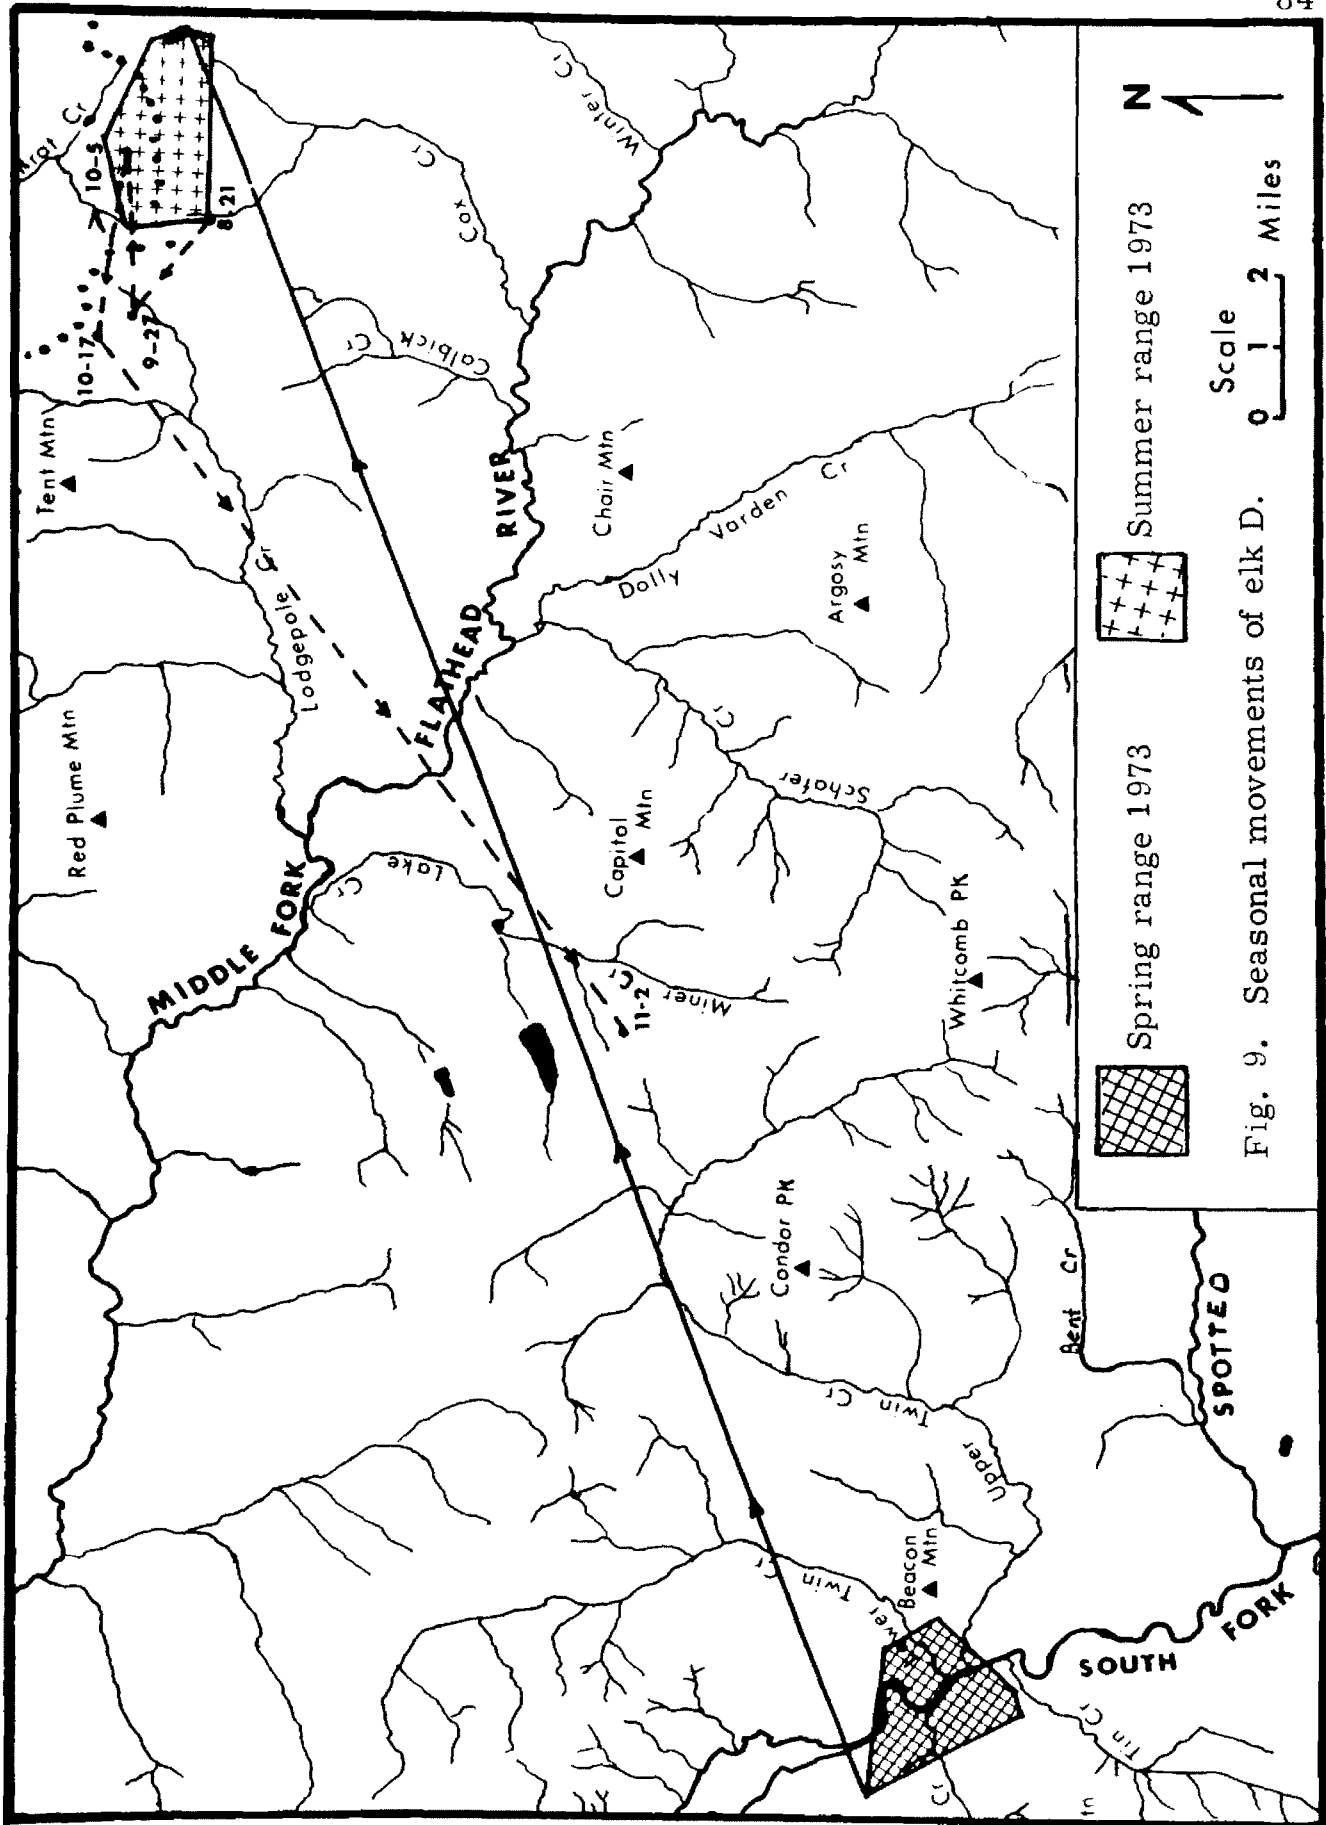 84
Cr
10-5
8-21
10-17
9-27
Tent Mtn
Red Plume Mtn
Lodgepole Cr
Winter Cr
Cox Cr
Calbick Cr
MIDDLE FORK FLATHEAD RIVER
Chair Mtn
Dolly Varden Cr
Argosy Mtn
Schafer Cr
Capitol Mtn
Lake Cr
Miner Cr
11-2
Whitcomb PK
Condor PK
Upper Twin Cr
Twin Cr
Beacon Mtn
Bent Cr
SPOTTED
SOUTH FORK
Tin Cr
Cr
N
Spring range 1973
Summer range 1973
Scale
0 1 2 Miles
Fig. 9. Seasonal movements of elk D.